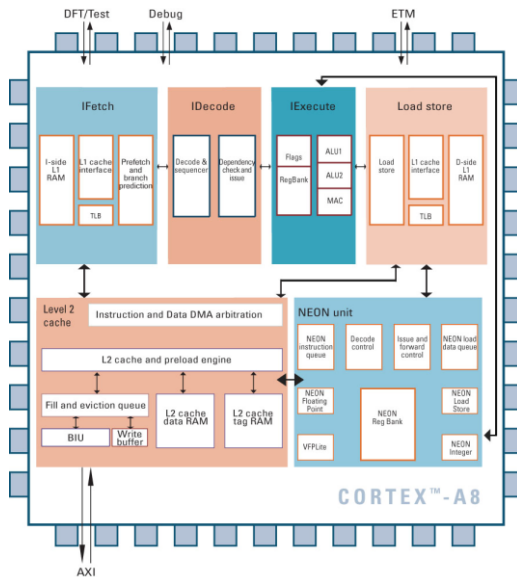 DFT/Test
Debug
ETM
IFetch
IDecode
IExecute
Load store
I-side
L1
RAM
L1 cache
interface
TLB
Prefetch
and
branch
prediction
Decode &
sequencer
Dependency
check and
issue
Flags
RegBank
ALU1
ALU2
MAC
Load
store
L1 cache
interface
TLB
D-side
L1
RAM
Level 2
cache
Instruction and Data DMA arbitration
L2 cache and preload engine
Fill and eviction queue
BIU
Write
buffer
L2 cache
data RAM
L2 cache
tag RAM
NEON unit
NEON
instruction
queue
Decode
control
Issue and
forward
control
NEON load
data queue
NEON
Floating
Point
NEON
Reg Bank
NEON
Load
Store
VFPLite
NEON
Integer
CORTEX™-A8
AXI